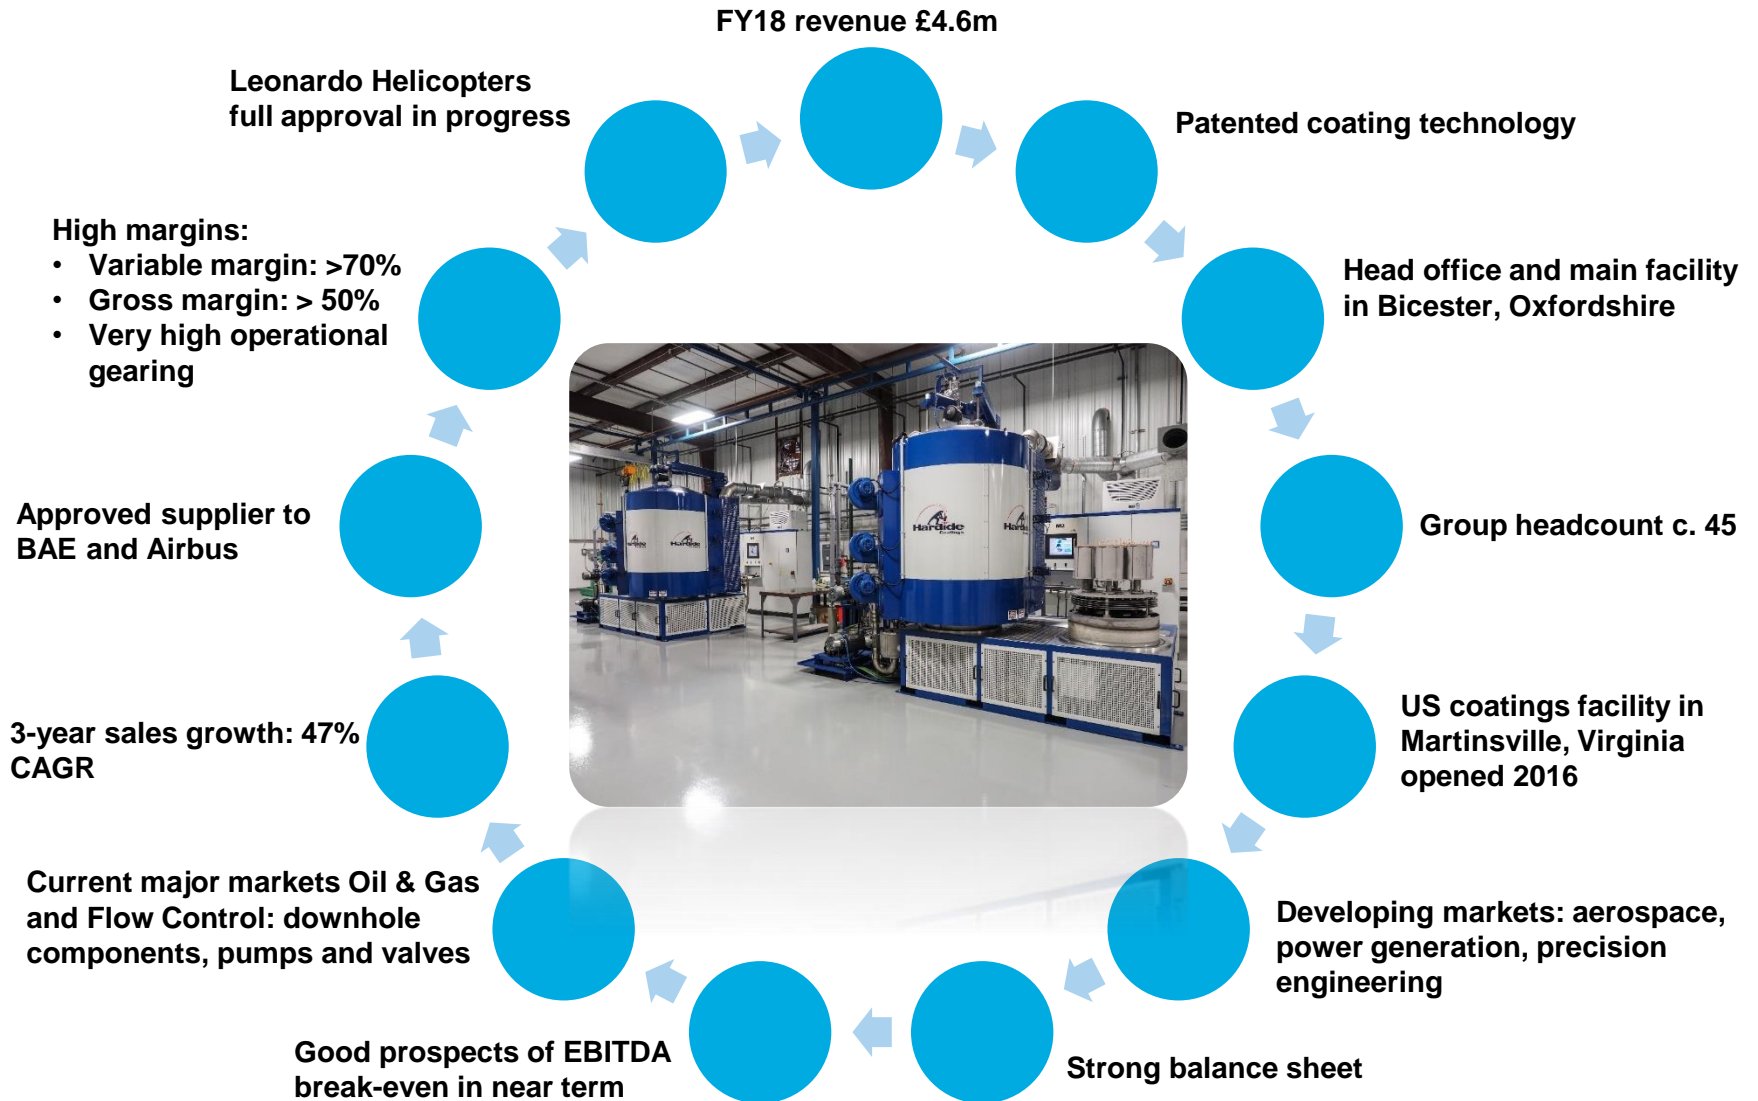 FY18 revenue £4.6m
Patented coating technology
Head office and main facility
in Bicester, Oxfordshire
Group headcount c. 45
US coatings facility in
Martinsville, Virginia
opened 2016
Developing markets: aerospace,
power generation, precision
engineering
Strong balance sheet
Good prospects of EBITDA
break-even in near term
Current major markets Oil & Gas
and Flow Control: downhole
components, pumps and valves
3-year sales growth: 47%
CAGR
Approved supplier to
BAE and Airbus
High margins:
• Variable margin: >70%
• Gross margin: > 50%
• Very high operational
gearing
Leonardo Helicopters
full approval in progress
Hardide
Hardide
Coatings